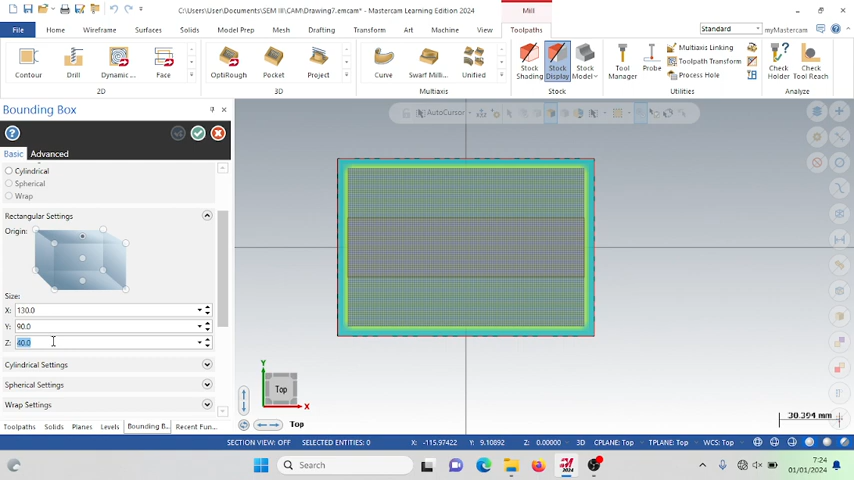 C:\Users\User\Documents\SEM III\CAM\Drawing7.emcam* - Mastercam Learning Edition 2024
Mill
File
Home
Wireframe
Surfaces
Solids
Model Prep
Mesh
Drafting
Transform
Art
Machine
View
Toolpaths
Standard
myMastercam
Contour
Drill
Dynamic ...
Face
OptiRough
Pocket
Project
Curve
Swarf Milli...
Unified
Stock Shading
Stock Display
Stock Model
Tool Manager
Probe
Multiaxis Linking
Toolpath Transform
Process Hole
Check Holder
Check Tool Reach
2D
3D
Multiaxis
Stock
Utilities
Analyze
Bounding Box
Basic
Advanced
Cylindrical
Spherical
Wrap
Rectangular Settings
Origin:
Size:
X: 130.0
Y: 90.0
Z: 40.0
Cylindrical Settings
Spherical Settings
Wrap Settings
AutoCursor
Y
Top
X
Top
30.394 mm
Toolpaths
Solids
Planes
Levels
Bounding B...
Recent Fun...
SECTION VIEW: OFF
SELECTED ENTITIES: 0
X: -115.97422
Y: 9.10892
Z: 0.00000
3D
CPLANE: Top
TPLANE: Top
WCS: Top
Search
7:24
01/01/2024